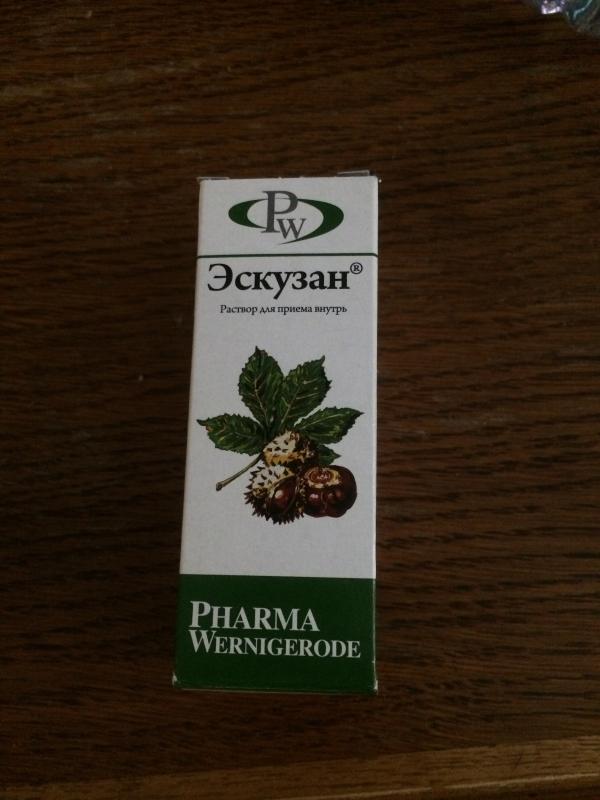 PW
Эскузан®
Раствор для приема внутрь
PHARMA
WERNIGERODE